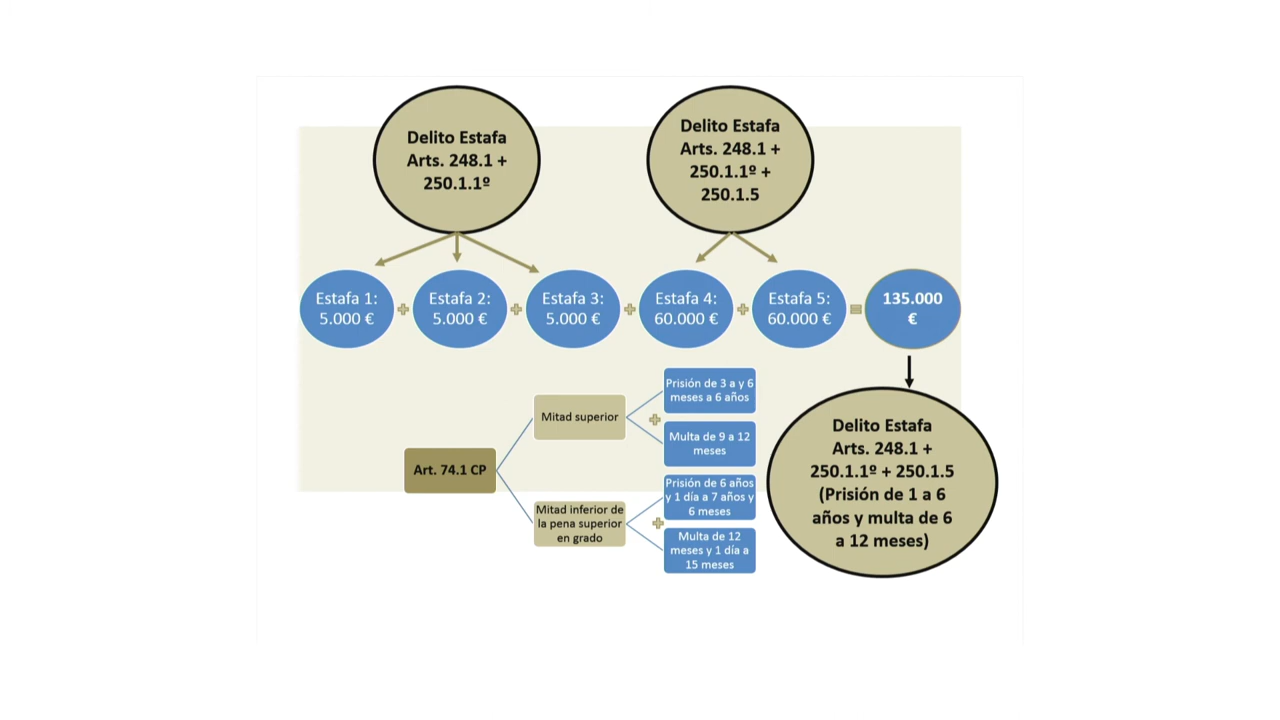 Delito Estafa
Arts. 248.1 +
250.1.1º
Delito Estafa
Arts. 248.1 +
250.1.1º +
250.1.5
Estafa 1:
5.000 €
Estafa 2:
5.000 €
Estafa 3:
5.000 €
Estafa 4:
60.000 €
Estafa 5:
60.000 €
135.000
€
Prisión de 3 a y 6
meses a 6 años
Mitad superior
Multa de 9 a 12
meses
Art. 74.1 CP
Prisión de 6 años
y 1 día a 7 años y
6 meses
Mitad inferior de
la pena superior
en grado
Multa de 12
meses y 1 día a
15 meses
Delito Estafa
Arts. 248.1 +
250.1.1º + 250.1.5
(Prisión de 1 a 6
años y multa de 6
a 12 meses)